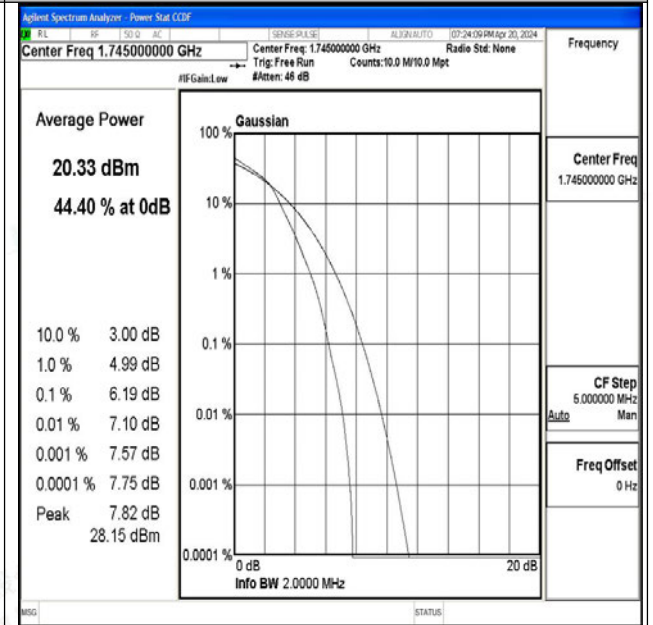 Agilent Spectrum Analyzer - Power Stat CCDF
RL RF 50 Ω AC SENSE:PULSE ALIGN AUTO 07:24:09 PM Apr 20, 2024
Center Freq 1.745000000 GHz
Center Freq: 1.745000000 GHz Radio Std: None
Trig: Free Run Counts:10.0 M/10.0 Mpt
#IFGain:Low #Atten: 46 dB
Frequency
Average Power
20.33 dBm
44.40 % at 0dB
10.0 % 3.00 dB
1.0 % 4.99 dB
0.1 % 6.19 dB
0.01 % 7.10 dB
0.001 % 7.57 dB
0.0001 % 7.75 dB
Peak 7.82 dB
28.15 dBm
Gaussian
100 %
10 %
1 %
0.1 %
0.01 %
0.001 %
0.0001 %
0 dB 20 dB
Info BW 2.0000 MHz
Center Freq
1.745000000 GHz
CF Step
5.000000 MHz
Auto Man
Freq Offset
0 Hz
MSG STATUS